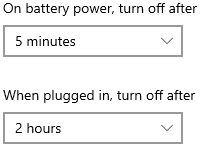 On battery power, turn off after
5 minutes
When plugged in, turn off after
2 hours